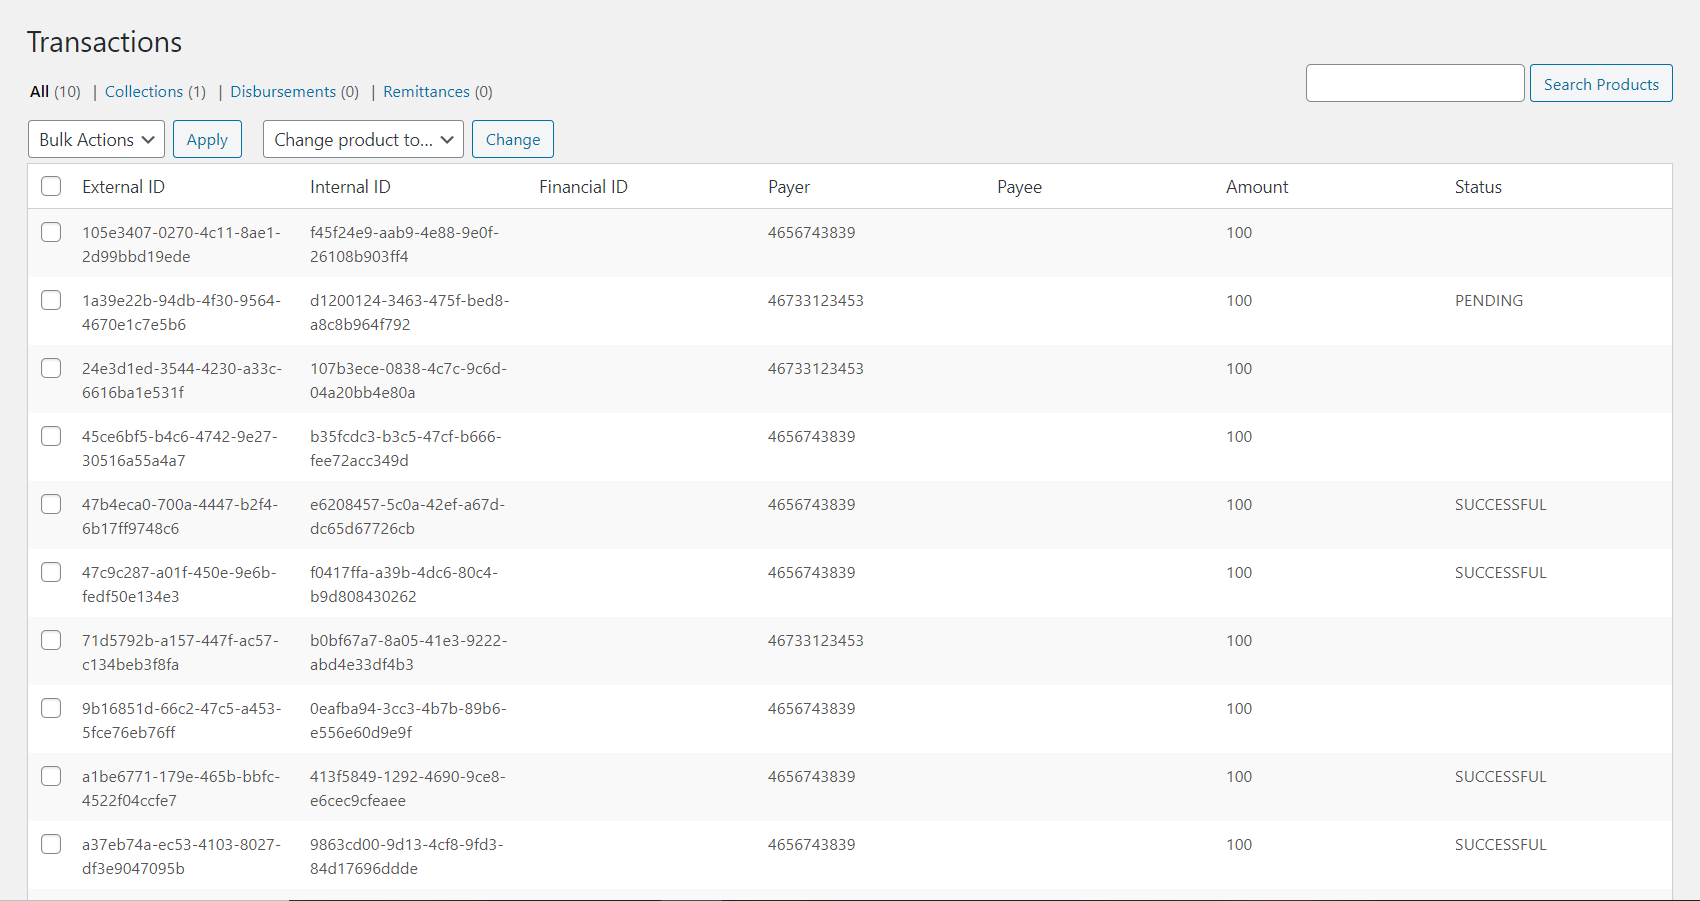 Transactions
All (10) | Collections (1) | Disbursements (0) | Remittances (0)
Search Products
Bulk Actions Apply Change product to... Change
External ID Internal ID Financial ID Payer Payee Amount Status
105e3407-0270-4c11-8ae1- f45f24e9-aab9-4e88-9e0f- 4656743839 100
2d99bbd19ede 26108b903ff4
1a39e22b-94db-4f30-9564- d1200124-3463-475f-bed8- 46733123453 100 PENDING
4670e1c7e5b6 a8c8b964f792
24e3d1ed-3544-4230-a33c- 107b3ece-0838-4c7c-9c6d- 46733123453 100
6616ba1e531f 04a20bb4e80a
45ce6bf5-b4c6-4742-9e27- b35fcdc3-b3c5-47cf-b666- 4656743839 100
30516a55a4a7 fee72acc349d
47b4eca0-700a-4447-b2f4- e6208457-5c0a-42ef-a67d- 4656743839 100 SUCCESSFUL
6b17ff9748c6 dc65d67726cb
47c9c287-a01f-450e-9e6b- f0417ffa-a39b-4dc6-80c4- 4656743839 100 SUCCESSFUL
fedf50e134e3 b9d808430262
71d5792b-a157-447f-ac57- b0bf67a7-8a05-41e3-9222- 46733123453 100
c134beb3f8fa abd4e33df4b3
9b16851d-66c2-47c5-a453- 0eafba94-3cc3-4b7b-89b6- 4656743839 100
5fce76eb76ff e556e60d9e9f
a1be6771-179e-465b-bbfc- 413f5849-1292-4690-9ce8- 4656743839 100 SUCCESSFUL
4522f04ccfe7 e6cec9cfeaee
a37eb74a-ec53-4103-8027- 9863cd00-9d13-4cf8-9fd3- 4656743839 100 SUCCESSFUL
df3e9047095b 84d17696ddde